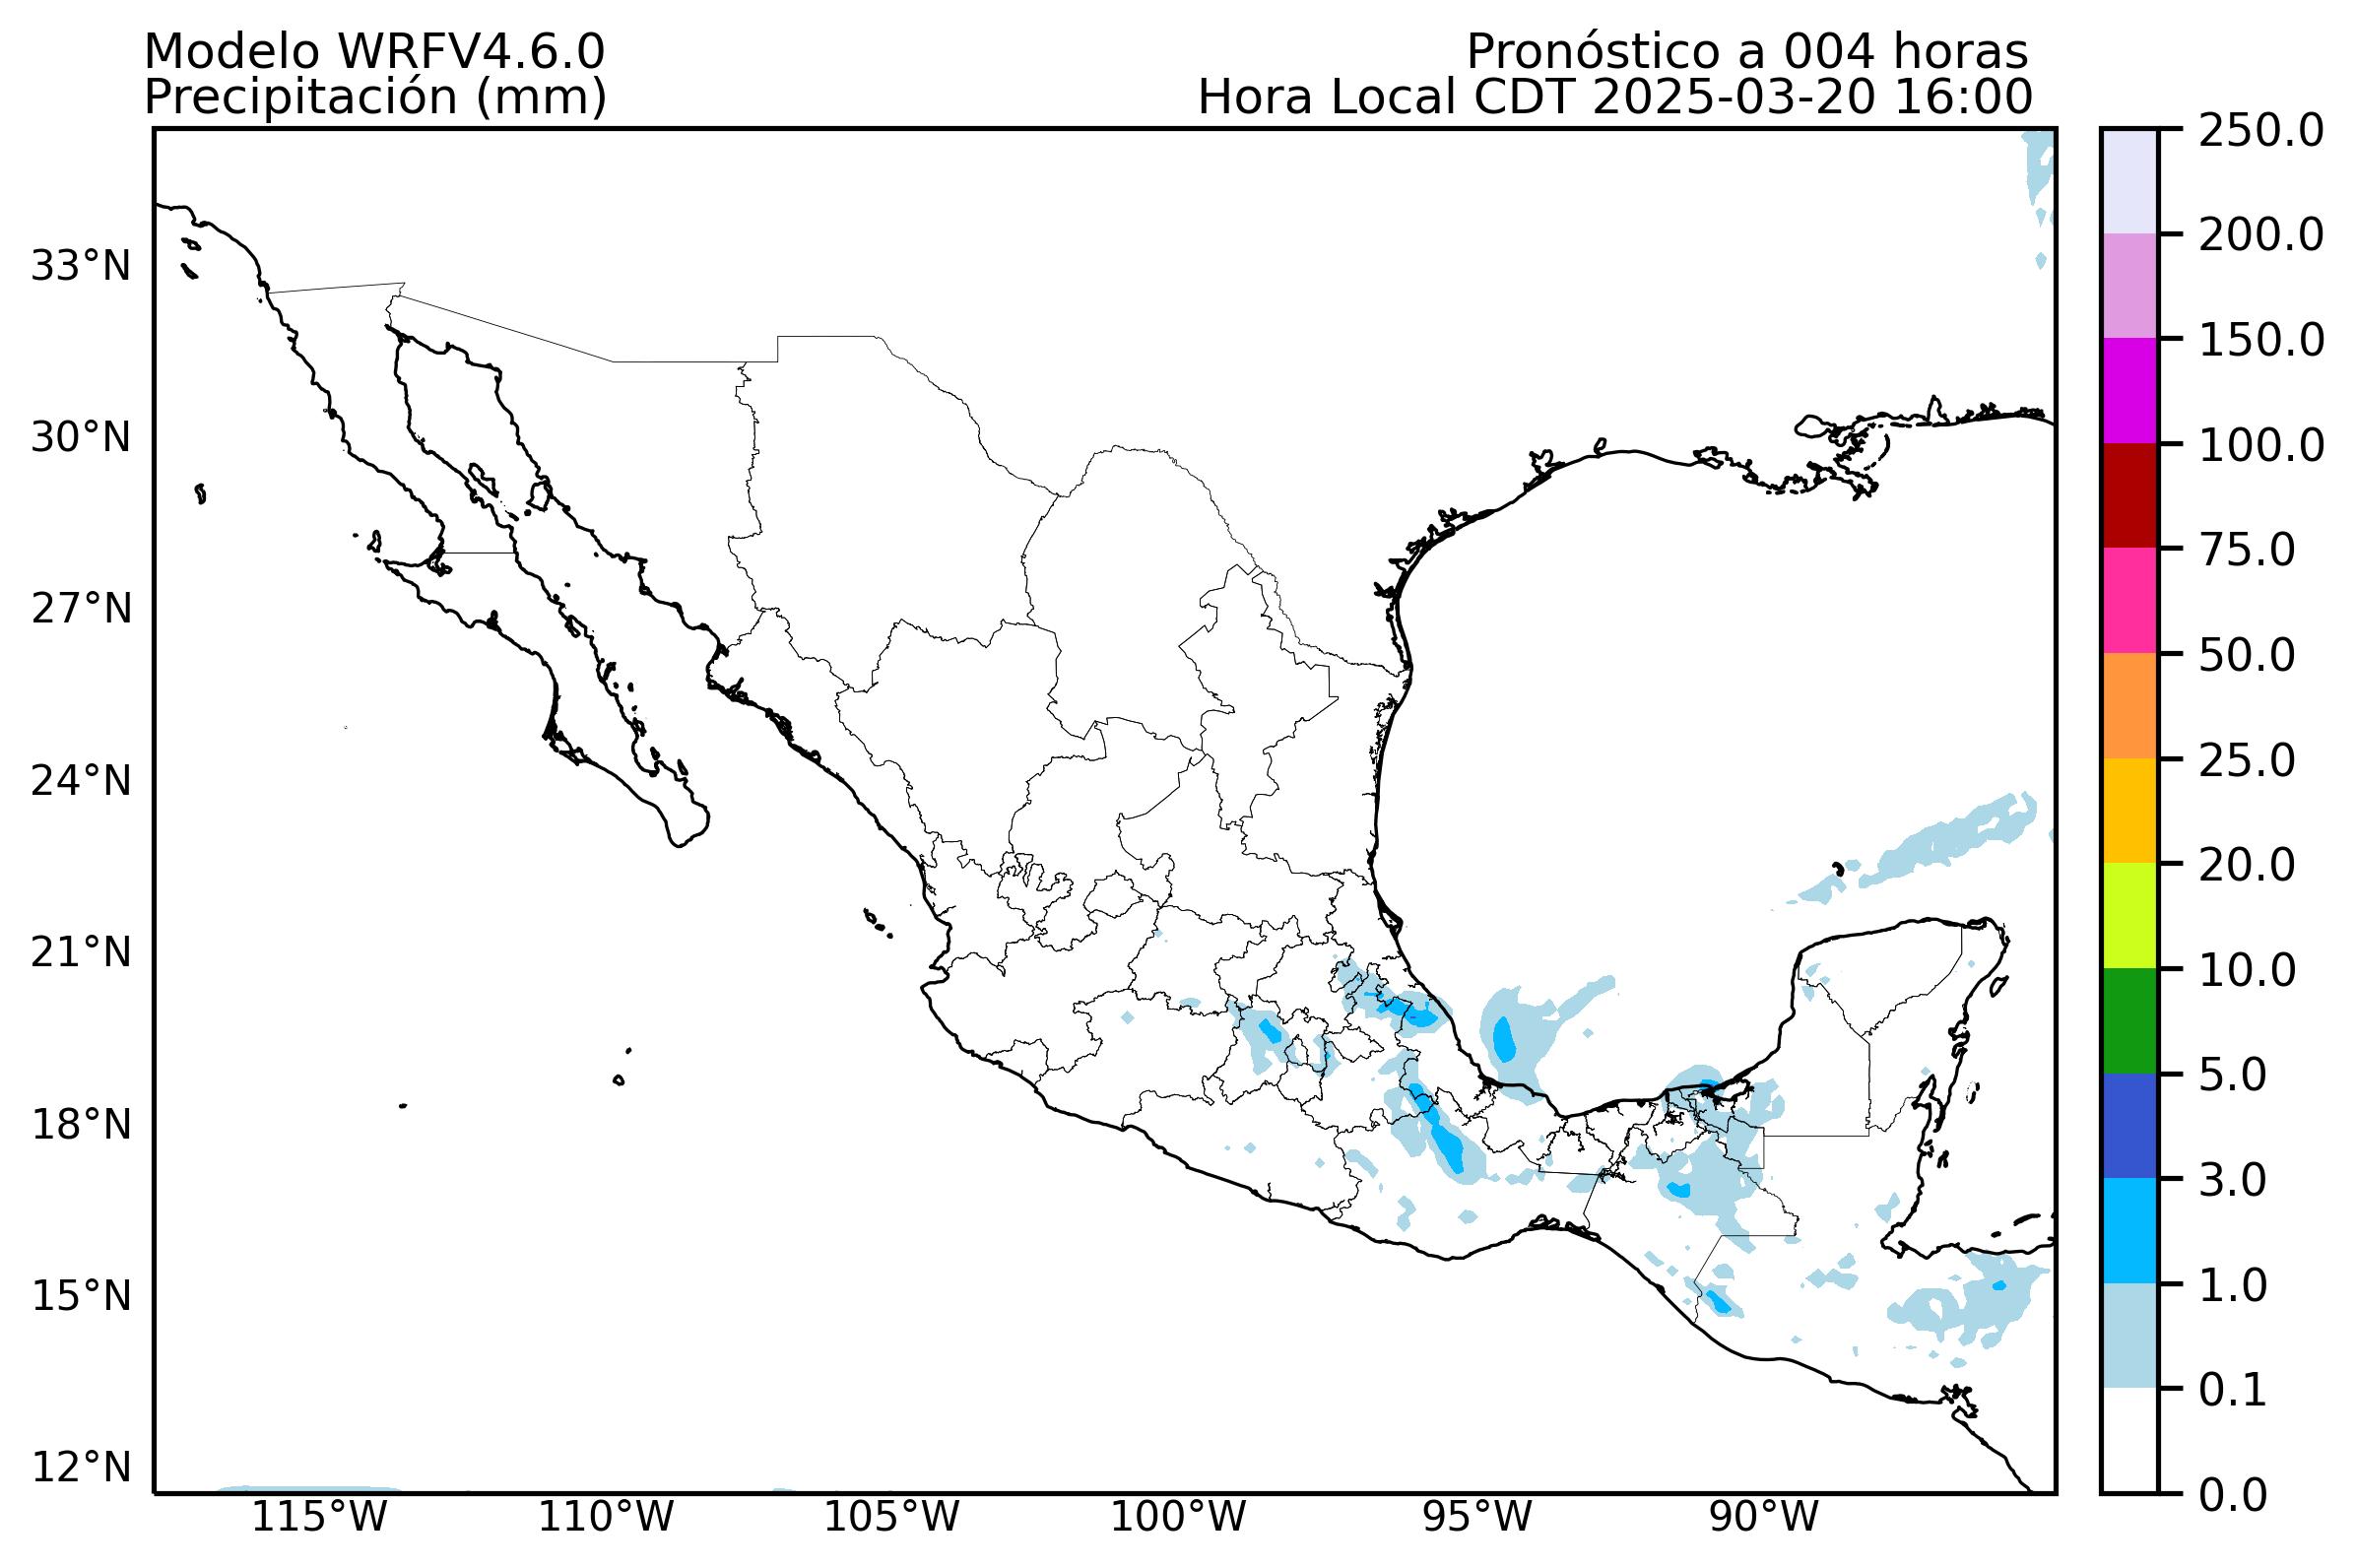 Modelo WRFV4.6.0
Pronóstico a 004 horas
Precipitación (mm)
Hora Local CDT 2025-03-20 16:00
250.0
200.0
150.0
100.0
75.0
50.0
25.0
20.0
10.0
5.0
3.0
1.0
0.1
0.0
33°N
30°N
27°N
24°N
21°N
18°N
15°N
12°N
115°W
110°W
105°W
100°W
95°W
90°W